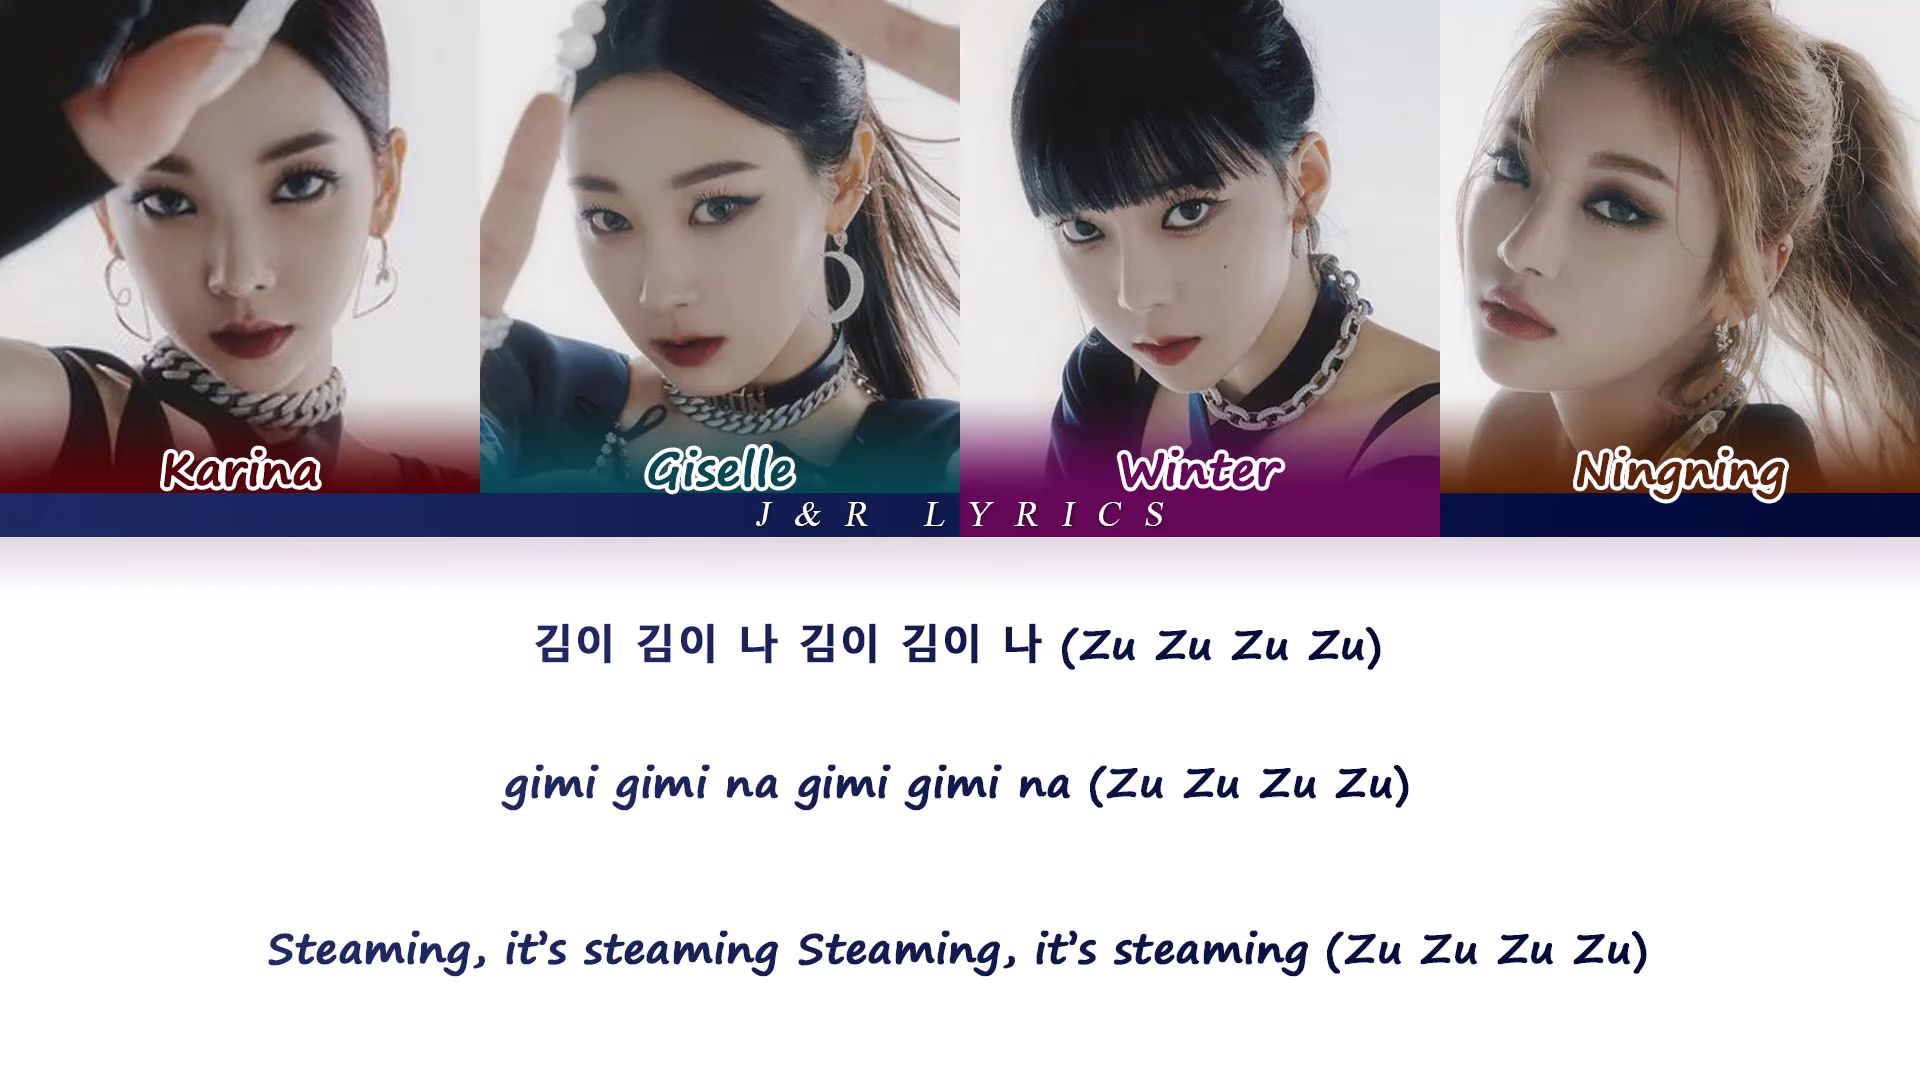 Karina
Giselle
Winter
Ningning
J & R LYRICS
김이 김이 나 김이 김이 나 (Zu Zu Zu Zu)
gimi gimi na gimi gimi na (Zu Zu Zu Zu)
Steaming, it’s steaming Steaming, it’s steaming (Zu Zu Zu Zu)